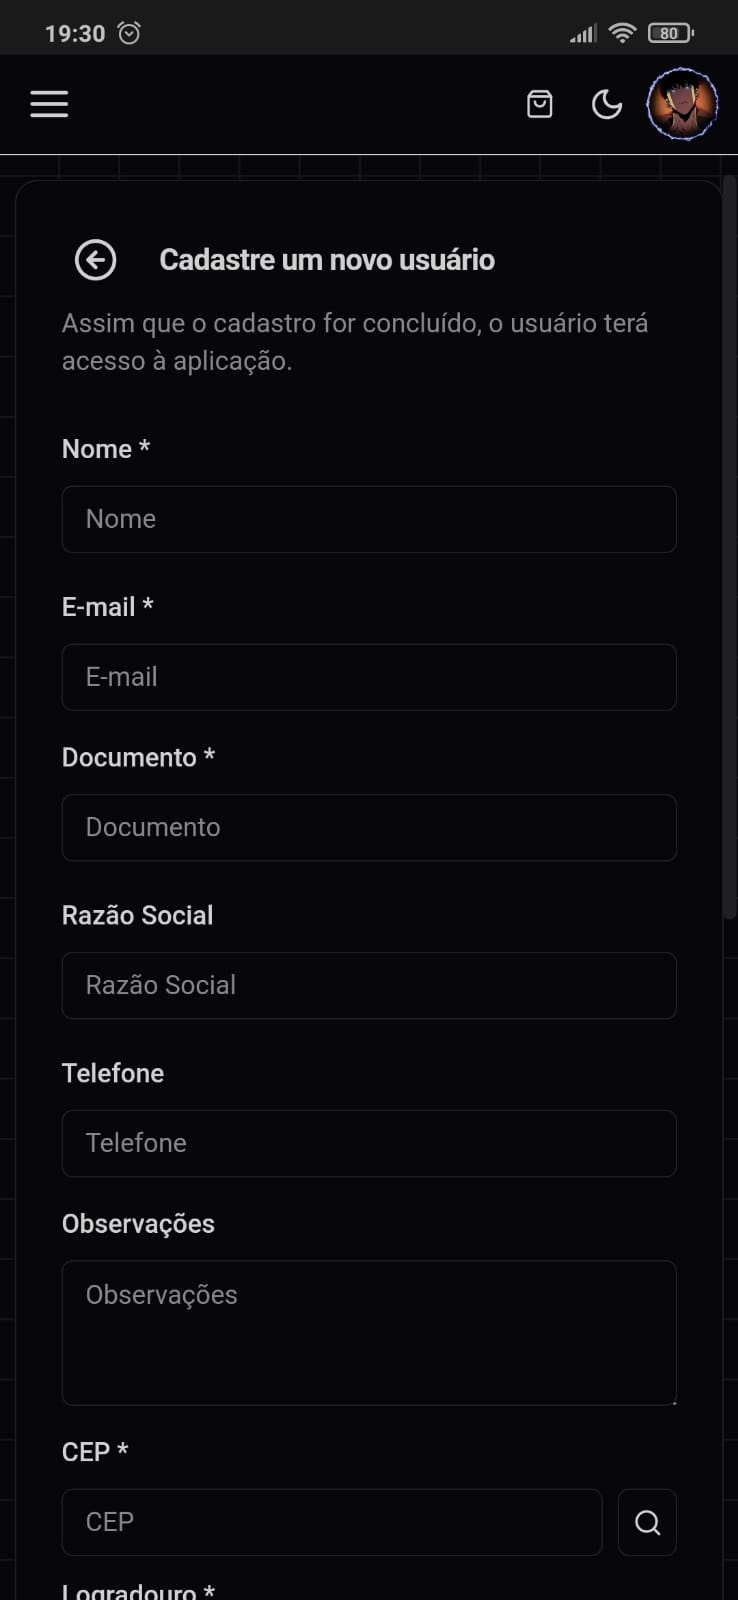 19:30
80
Cadastre um novo usuário
Assim que o cadastro for concluído, o usuário terá
acesso à aplicação.
Nome *
Nome
E-mail *
E-mail
Documento *
Documento
Razão Social
Razão Social
Telefone
Telefone
Observações
Observações
CEP *
CEP
Logradouro *